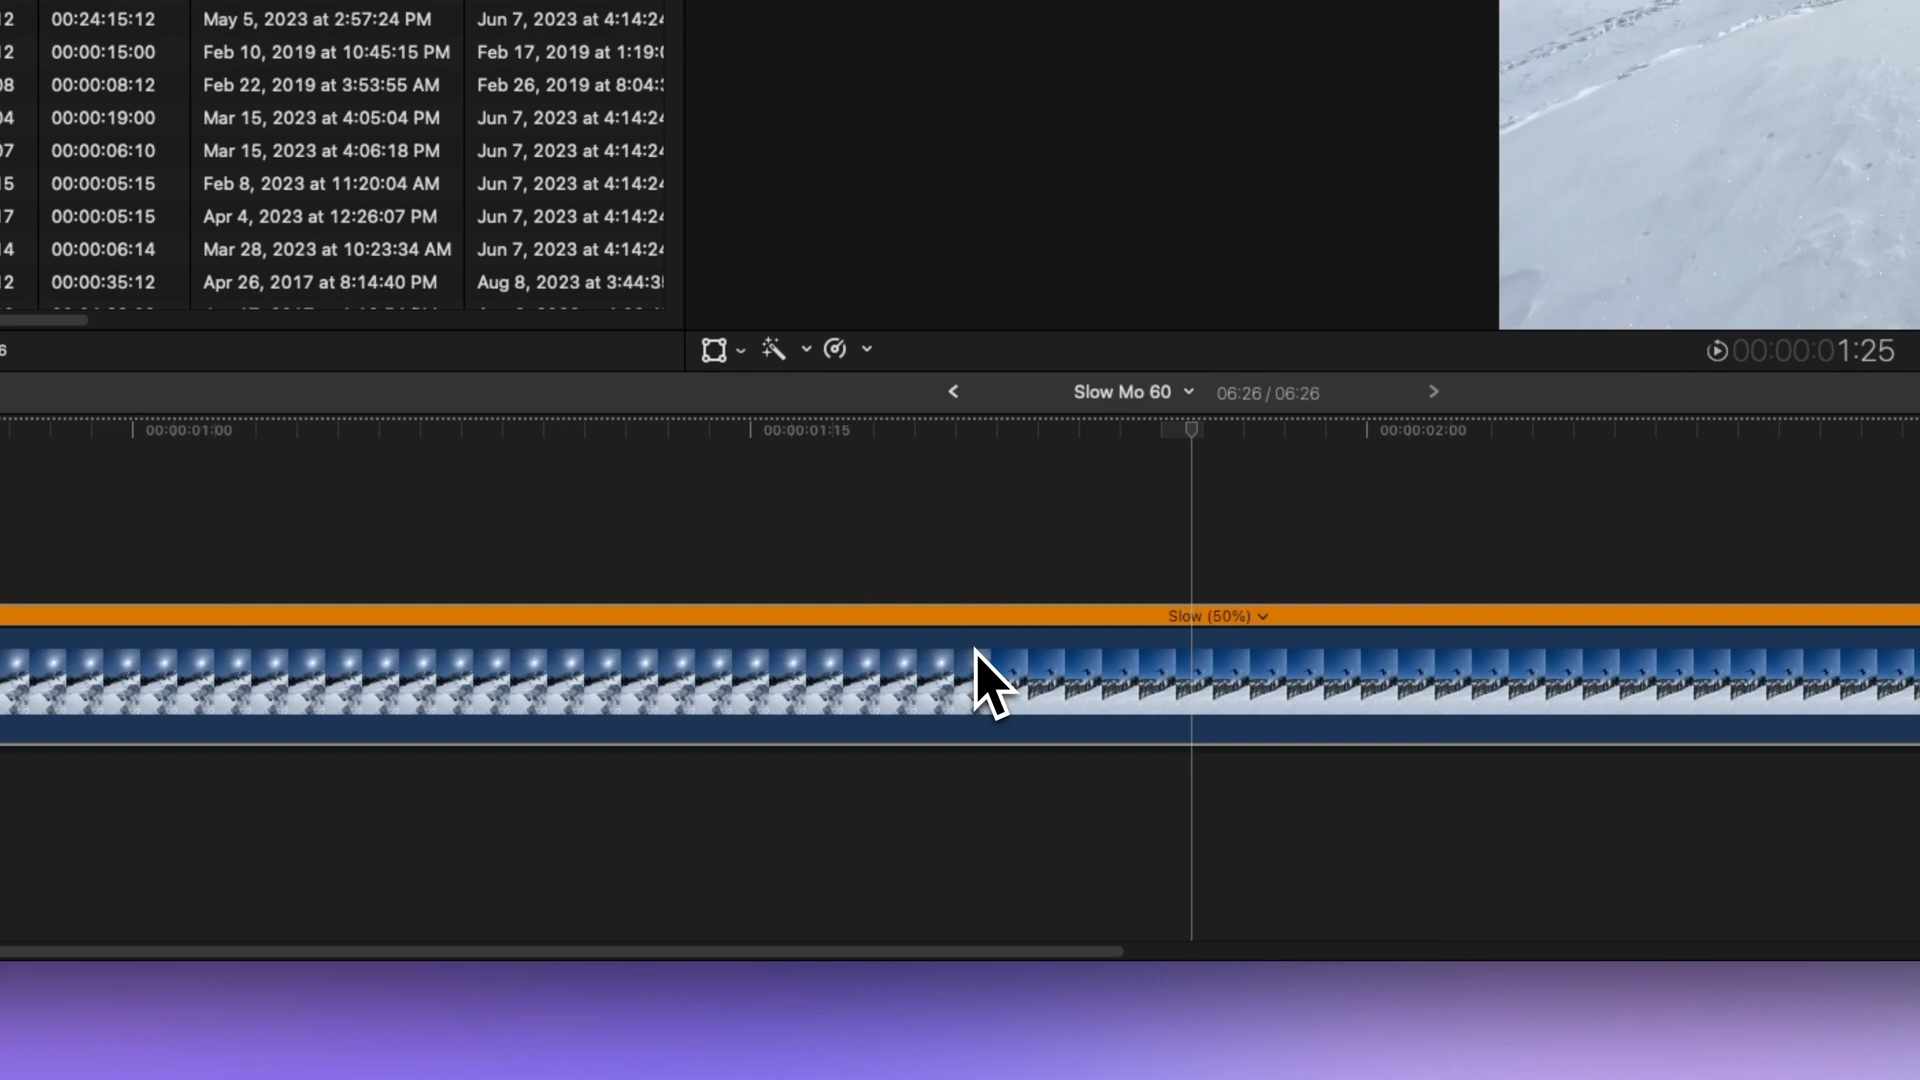 12 00:24:15:12 May 5, 2023 at 2:57:24 PM Jun 7, 2023 at 4:14:24
12 00:00:15:00 Feb 10, 2019 at 10:45:15 PM Feb 17, 2019 at 1:19:0
08 00:00:08:12 Feb 22, 2019 at 3:53:55 AM Feb 26, 2019 at 8:04:
04 00:00:19:00 Mar 15, 2023 at 4:05:04 PM Jun 7, 2023 at 4:14:24
07 00:00:06:10 Mar 15, 2023 at 4:06:18 PM Jun 7, 2023 at 4:14:24
15 00:00:05:15 Feb 8, 2023 at 11:20:04 AM Jun 7, 2023 at 4:14:24
17 00:00:05:15 Apr 4, 2023 at 12:26:07 PM Jun 7, 2023 at 4:14:24
14 00:00:06:14 Mar 28, 2023 at 10:23:34 AM Jun 7, 2023 at 4:14:24
12 00:00:35:12 Apr 26, 2017 at 8:14:40 PM Aug 8, 2023 at 3:44:3
6 00:00:01:25
Slow Mo 60 06:26 / 06:26
00:00:01:00 00:00:01:15 00:00:02:00
Slow (50%)